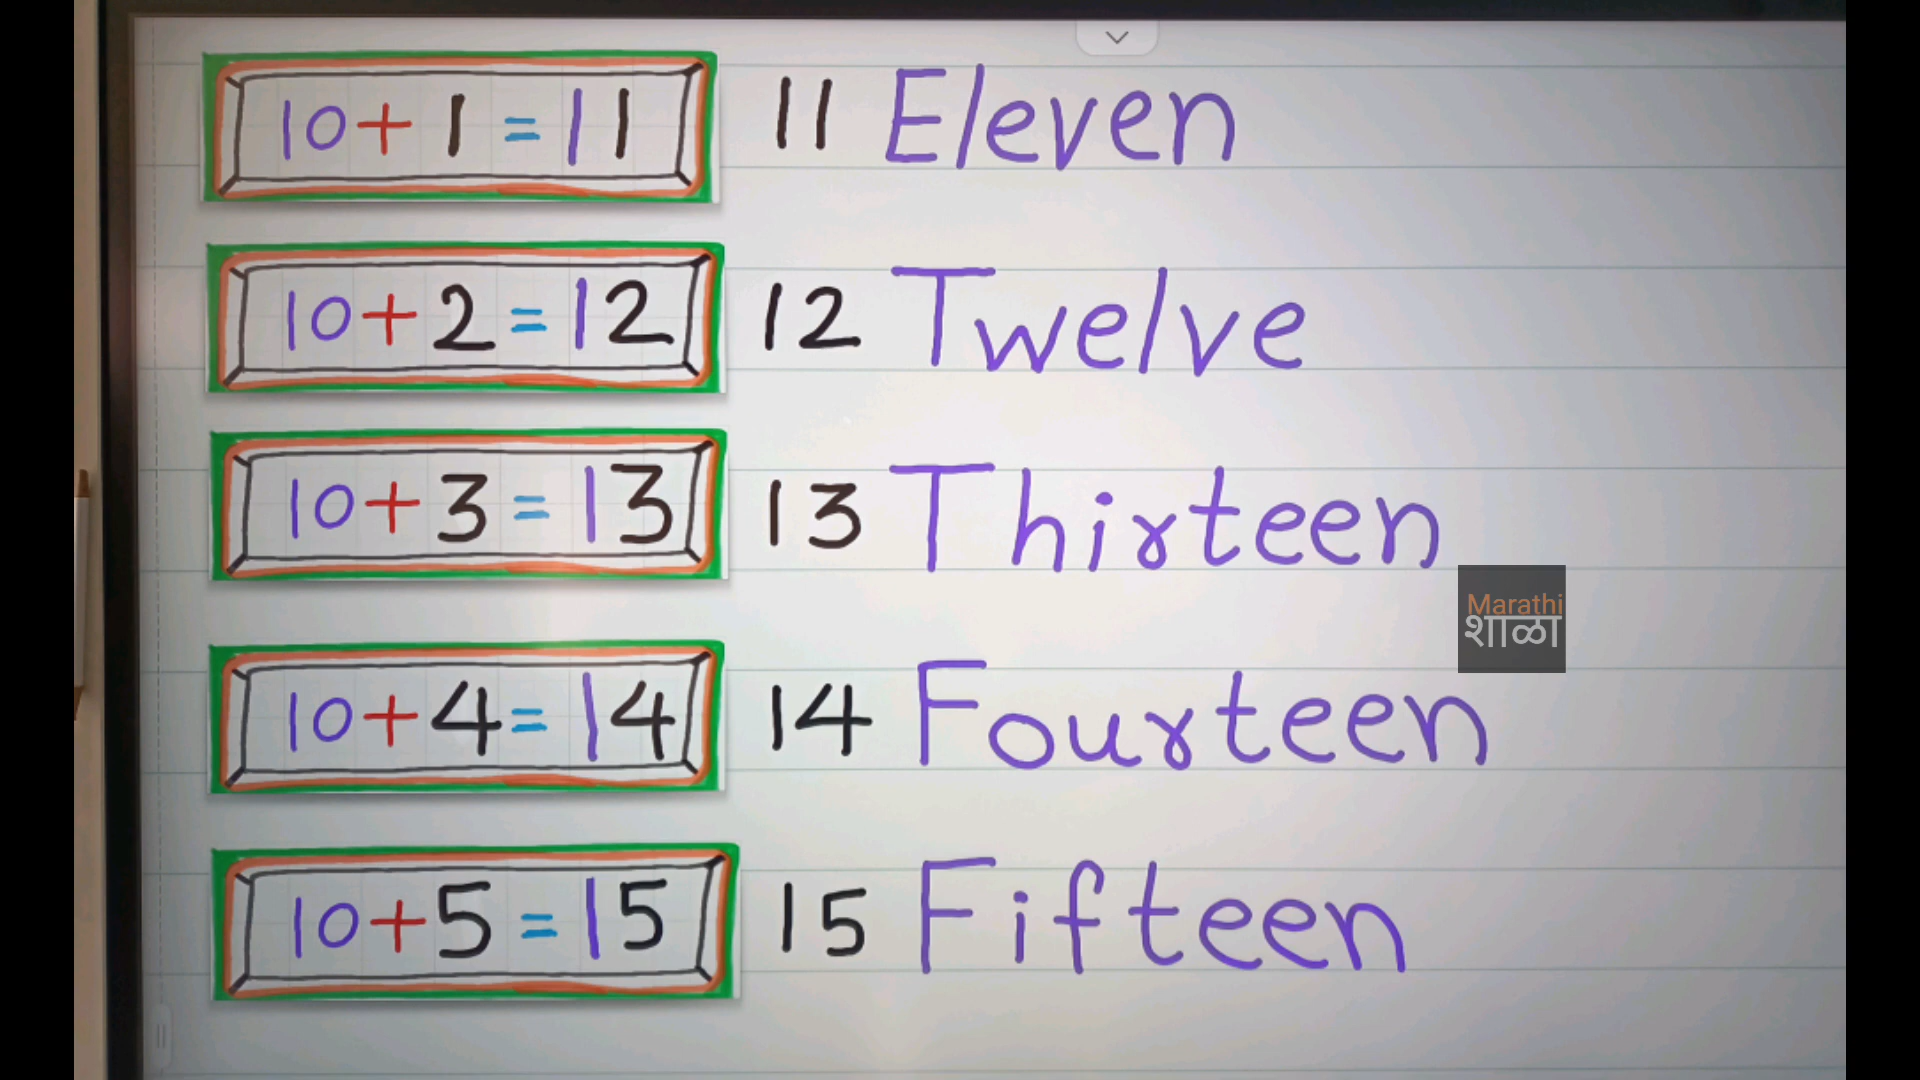 10+1=11 11 Eleven
10+2=12 12 Twelve
10+3=13 13 Thirteen
Marathi
शाळा
10+4=14 14 Fourteen
10+5=15 15 Fifteen